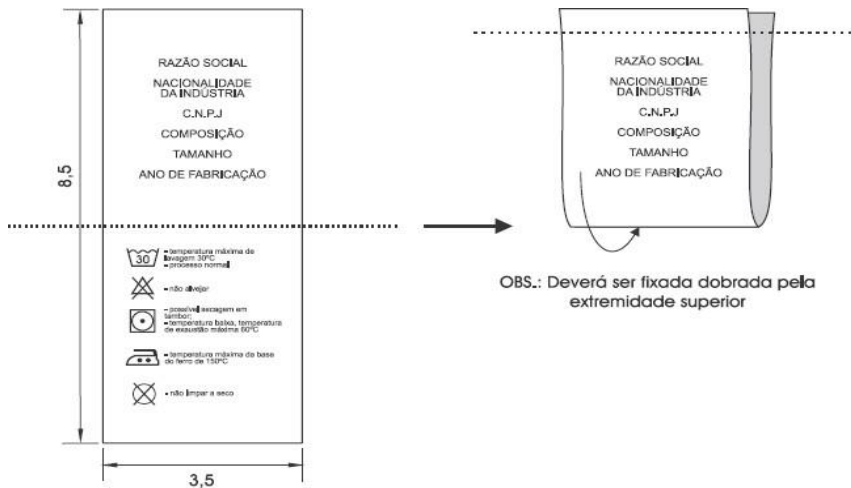 RAZÃO SOCIAL
NACIONALIDADE
DA INDÚSTRIA
C.N.P.J
COMPOSIÇÃO
TAMANHO
ANO DE FABRICAÇÃO
8,5
30
- temperatura máxima de
lavagem 30ºC
- processo normal
- não alvejar
- possível secagem em
tambor;
- temperatura baixa, temperatura
de exaustão máxima 60ºC
- temperatura máxima da base
do ferro de 150ºC
- não limpar a seco
3,5
RAZÃO SOCIAL
NACIONALIDADE
DA INDÚSTRIA
C.N.P.J
COMPOSIÇÃO
TAMANHO
ANO DE FABRICAÇÃO
OBS.: Deverá ser fixada dobrada pela
extremidade superior